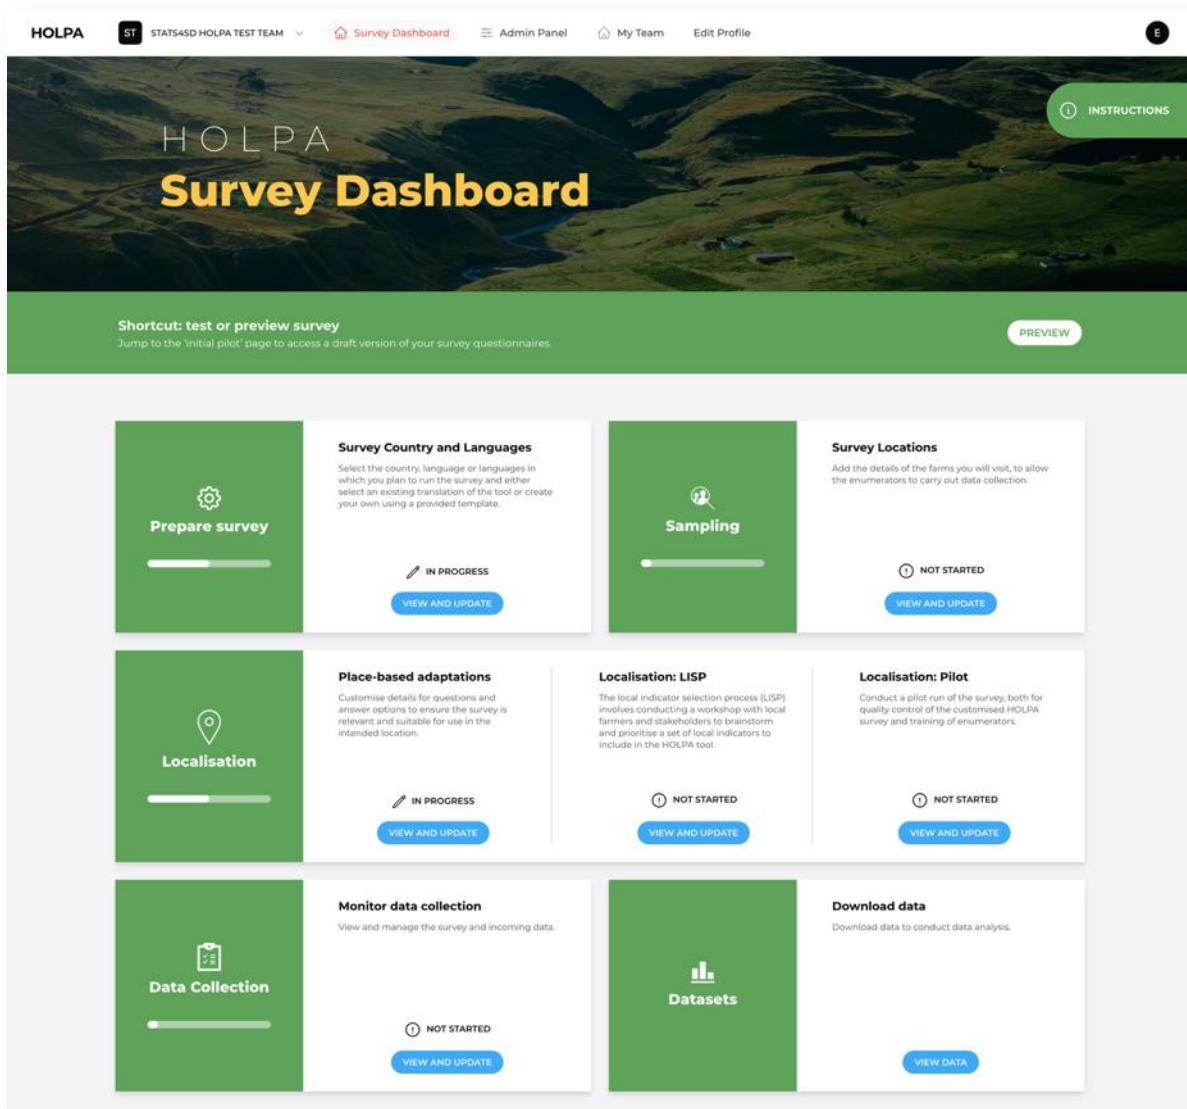 HOLPA
ST STATS4SD HOLPA TEST TEAM
Survey Dashboard
Admin Panel
My Team
Edit Profile
E
INSTRUCTIONS
HOLPA
Survey Dashboard
Shortcut: test or preview survey
Jump to the 'initial pilot' page to access a draft version of your survey questionnaires.
PREVIEW
Prepare survey
Survey Country and Languages
Select the country, language or languages in
which you plan to run the survey and either
select an existing translation of the tool or create
your own using a provided template.
IN PROGRESS
VIEW AND UPDATE
Sampling
Survey Locations
Add the details of the farms you will visit, to allow
the enumerators to carry out data collection.
NOT STARTED
VIEW AND UPDATE
Localisation
Place-based adaptations
Customise details for questions and
answer options to ensure the survey is
relevant and suitable for use in the
intended location.
IN PROGRESS
VIEW AND UPDATE
Localisation: LISP
The local indicator selection process (LISP)
involves conducting a workshop with local
farmers and stakeholders to brainstorm
and prioritise a set of local indicators to
include in the HOLPA tool.
NOT STARTED
VIEW AND UPDATE
Localisation: Pilot
Conduct a pilot run of the survey, both for
quality control of the customised HOLPA
survey and training of enumerators.
NOT STARTED
VIEW AND UPDATE
Data Collection
Monitor data collection
View and manage the survey and incoming data.
NOT STARTED
VIEW AND UPDATE
Datasets
Download data
Download data to conduct data analysis.
VIEW DATA